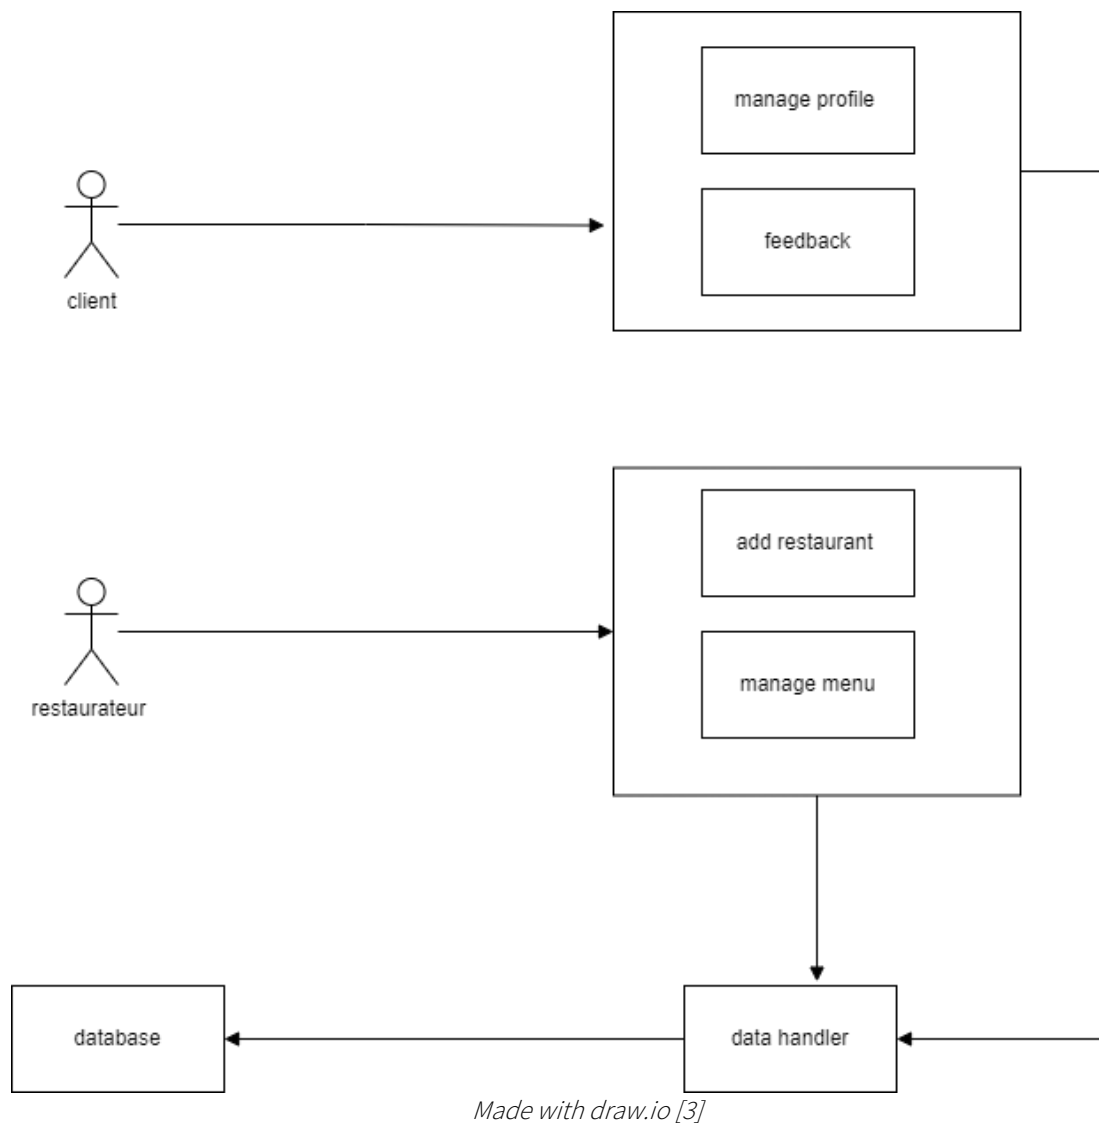 manage profile
feedback
client
add restaurant
manage menu
restaurateur
database
data handler
Made with draw.io [3]